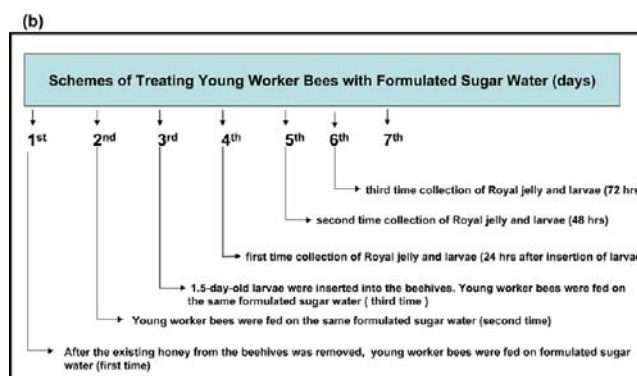 (b)
Schemes of Treating Young Worker Bees with Formulated Sugar Water (days)
1st 2nd 3rd 4th 5th 6th 7th
third time collection of Royal jelly and larvae (72 hrs
second time collection of Royal jelly and larvae (48 hrs)
first time collection of Royal jelly and larvae (24 hrs after insertion of larvae
1.5-day-old larvae were inserted into the beehives. Young worker bees were fed on
the same formulated sugar water ( third time )
Young worker bees were fed on the same formulated sugar water (second time)
After the existing honey from the beehives was removed, young worker bees were fed on formulated sugar
water (first time)